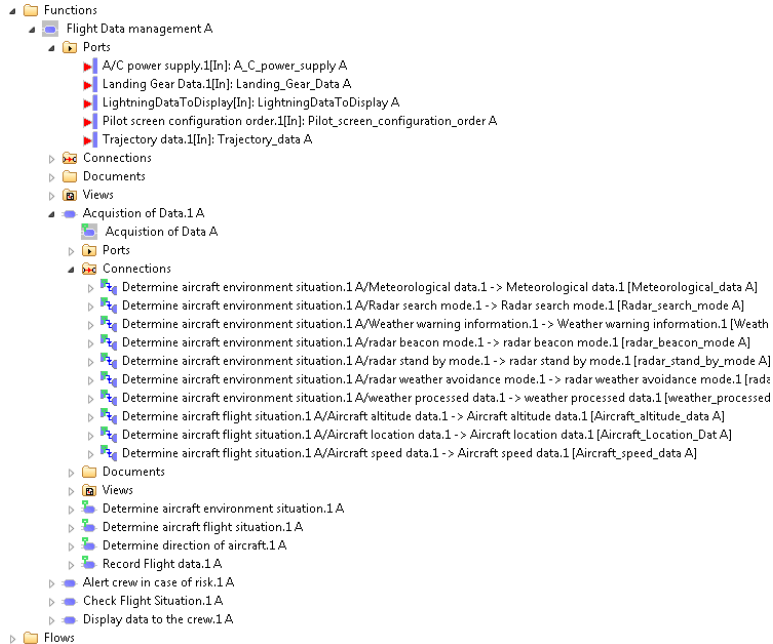 Functions
Flight Data management A
Ports
A/C power supply.1[In]: A_C_power_supply A
Landing Gear Data.1[In]: Landing_Gear_Data A
LightningDataToDisplay[In]: LightningDataToDisplay A
Pilot screen configuration order.1[In]: Pilot_screen_configuration_order A
Trajectory data.1[In]: Trajectory_data A
Connections
Documents
Views
Acquistion of Data.1 A
Acquistion of Data A
Ports
Connections
Determine aircraft environment situation.1 A/Meteorological data.1 -> Meteorological data.1 [Meteorological_data A]
Determine aircraft environment situation.1 A/Radar search mode.1 -> Radar search mode.1 [Radar_search_mode A]
Determine aircraft environment situation.1 A/Weather warning information.1 -> Weather warning information.1 [Weath
Determine aircraft environment situation.1 A/radar beacon mode.1 -> radar beacon mode.1 [radar_beacon_mode A]
Determine aircraft environment situation.1 A/radar stand by mode.1 -> radar stand by mode.1 [radar_stand_by_mode A]
Determine aircraft environment situation.1 A/radar weather avoidance mode.1 -> radar weather avoidance mode.1 [rada
Determine aircraft environment situation.1 A/weather processed data.1 -> weather processed data.1 [weather_processed
Determine aircraft flight situation.1 A/Aircraft altitude data.1 -> Aircraft altitude data.1 [Aircraft_altitude_data A]
Determine aircraft flight situation.1 A/Aircraft location data.1 -> Aircraft location data.1 [Aircraft_Location_Dat A]
Determine aircraft flight situation.1 A/Aircraft speed data.1 -> Aircraft speed data.1 [Aircraft_speed_data A]
Documents
Views
Determine aircraft environment situation.1 A
Determine aircraft flight situation.1 A
Determine direction of aircraft.1 A
Record Flight data.1 A
Alert crew in case of risk.1 A
Check Flight Situation.1 A
Display data to the crew.1 A
Flows